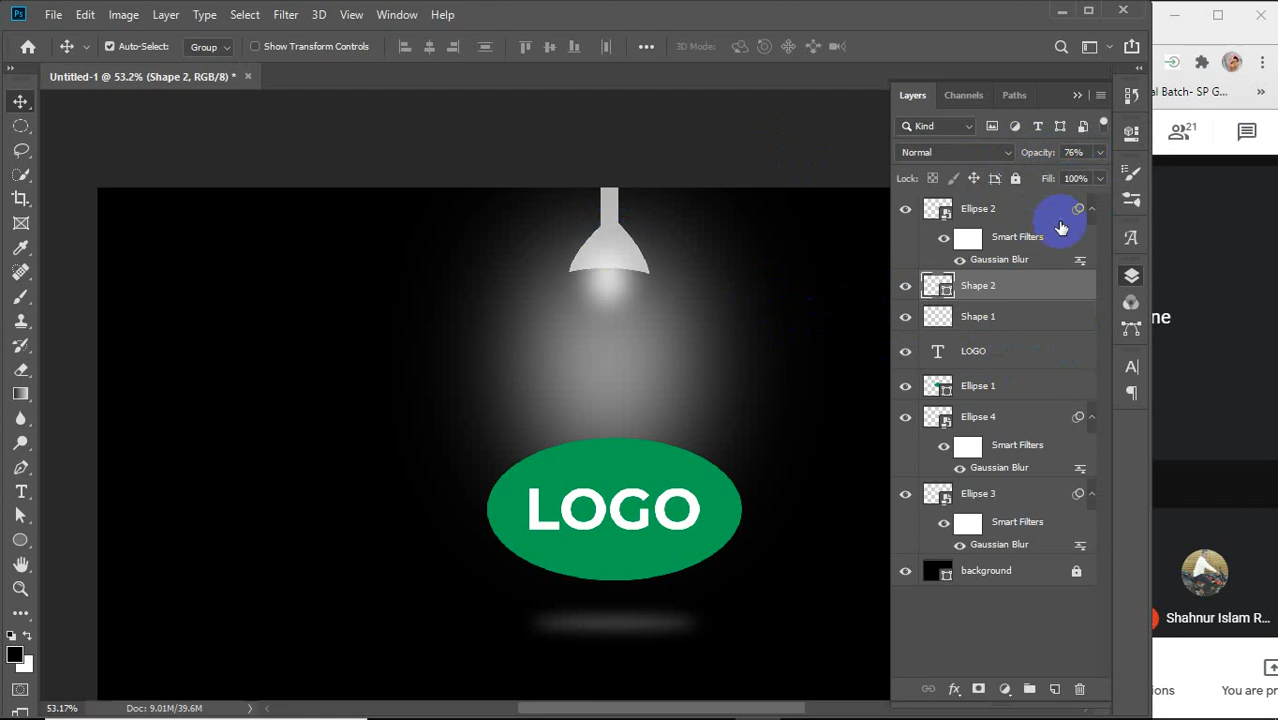 Ps File Edit Image Layer Type Select Filter 3D View Window Help
Auto-Select: Group Show Transform Controls 3D Mode:
Untitled-1 @ 53.2% (Shape 2, RGB/8) *
al Batch- SP G...
Layers Channels Paths
Kind
21
Normal Opacity: 76%
Lock: Fill: 100%
Ellipse 2
Smart Filters
Gaussian Blur
Shape 2
Shape 1
ne
LOGO
Ellipse 1
Ellipse 4
Smart Filters
Gaussian Blur
Ellipse 3
LOGO
Smart Filters
Gaussian Blur
background
Shahnur Islam R...
tions You are pre
53.17% Doc: 9.01M/39.6M